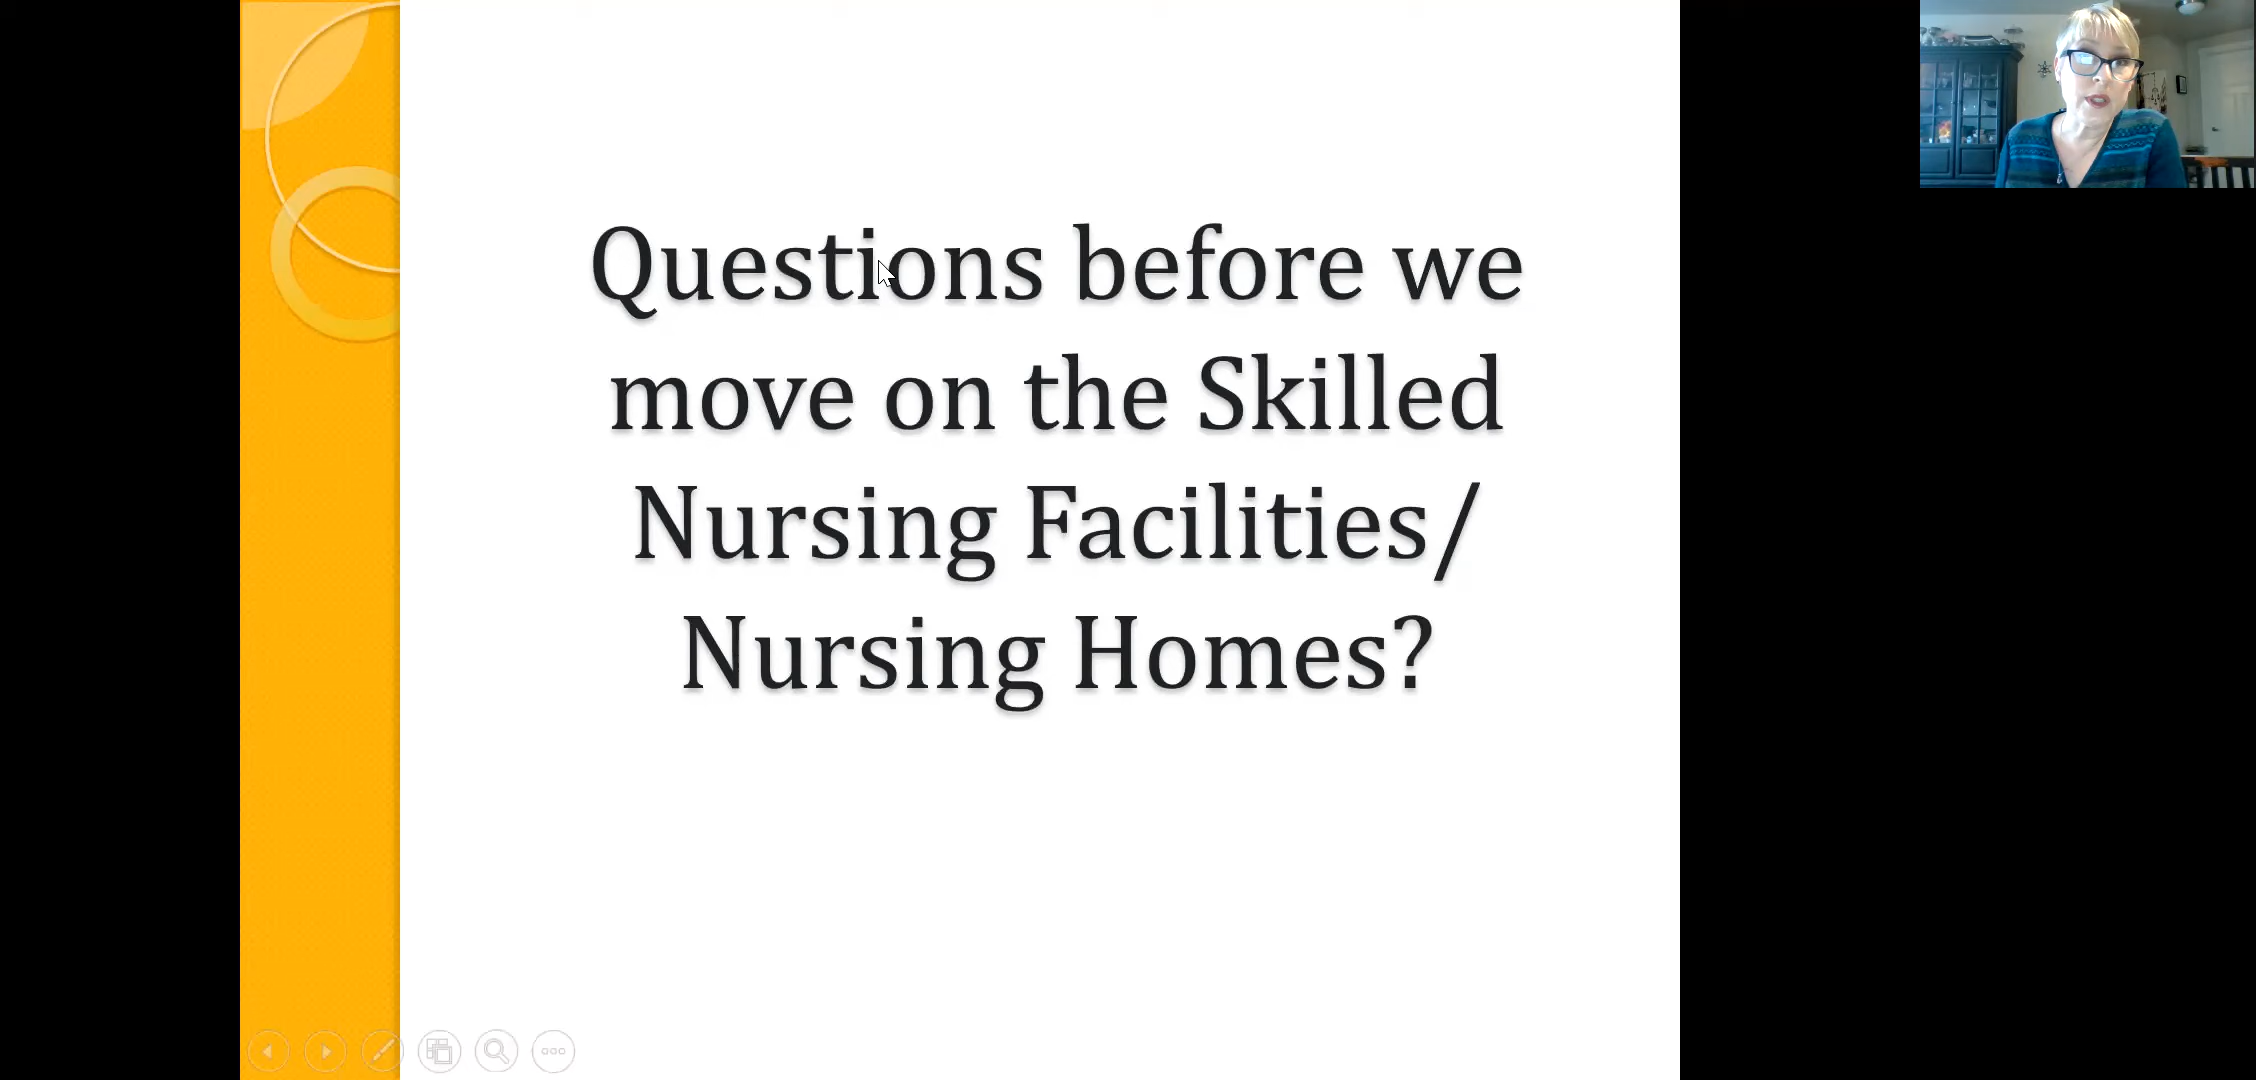 Questions before we
move on the Skilled
Nursing Facilities/
Nursing Homes?